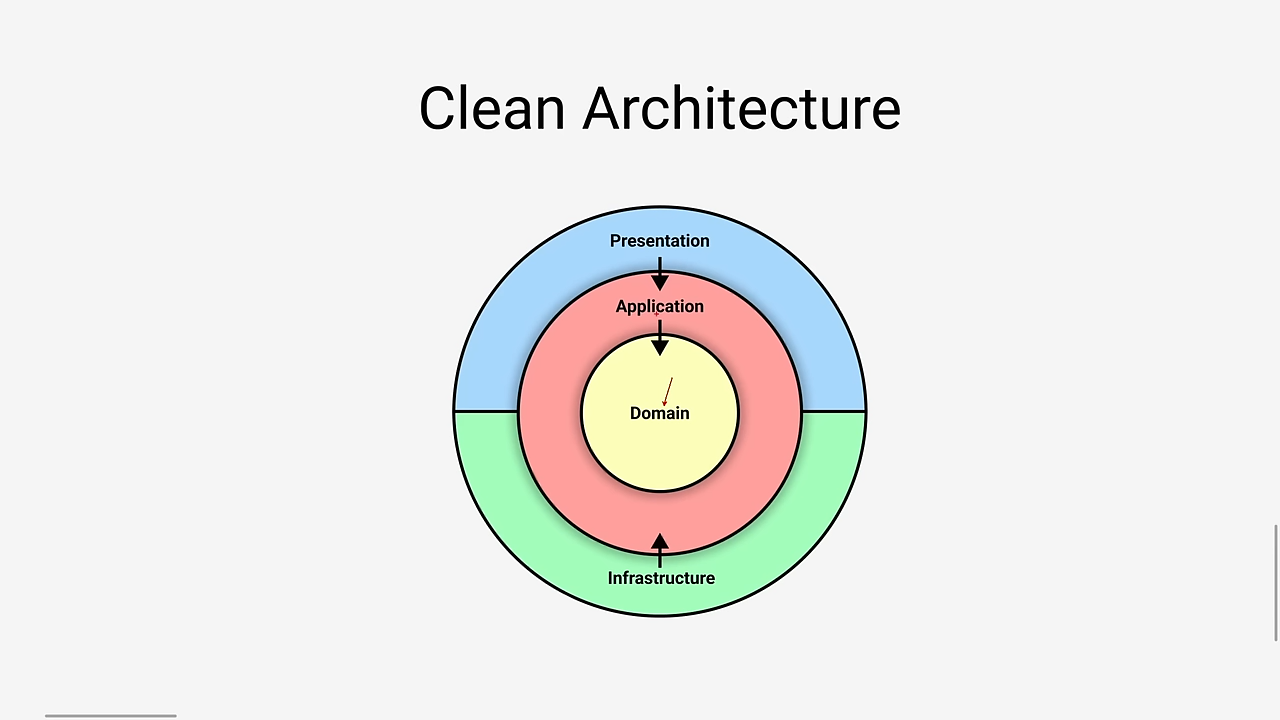 Clean Architecture
Presentation
Application
Domain
Infrastructure